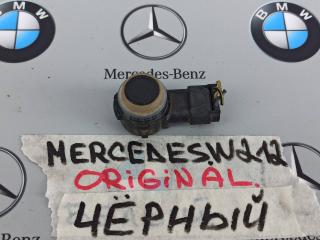 BMW
BMW
Mercedes-Benz
MERCEDES.W212
ORIGINAL.
ЧЁРНЫЙ